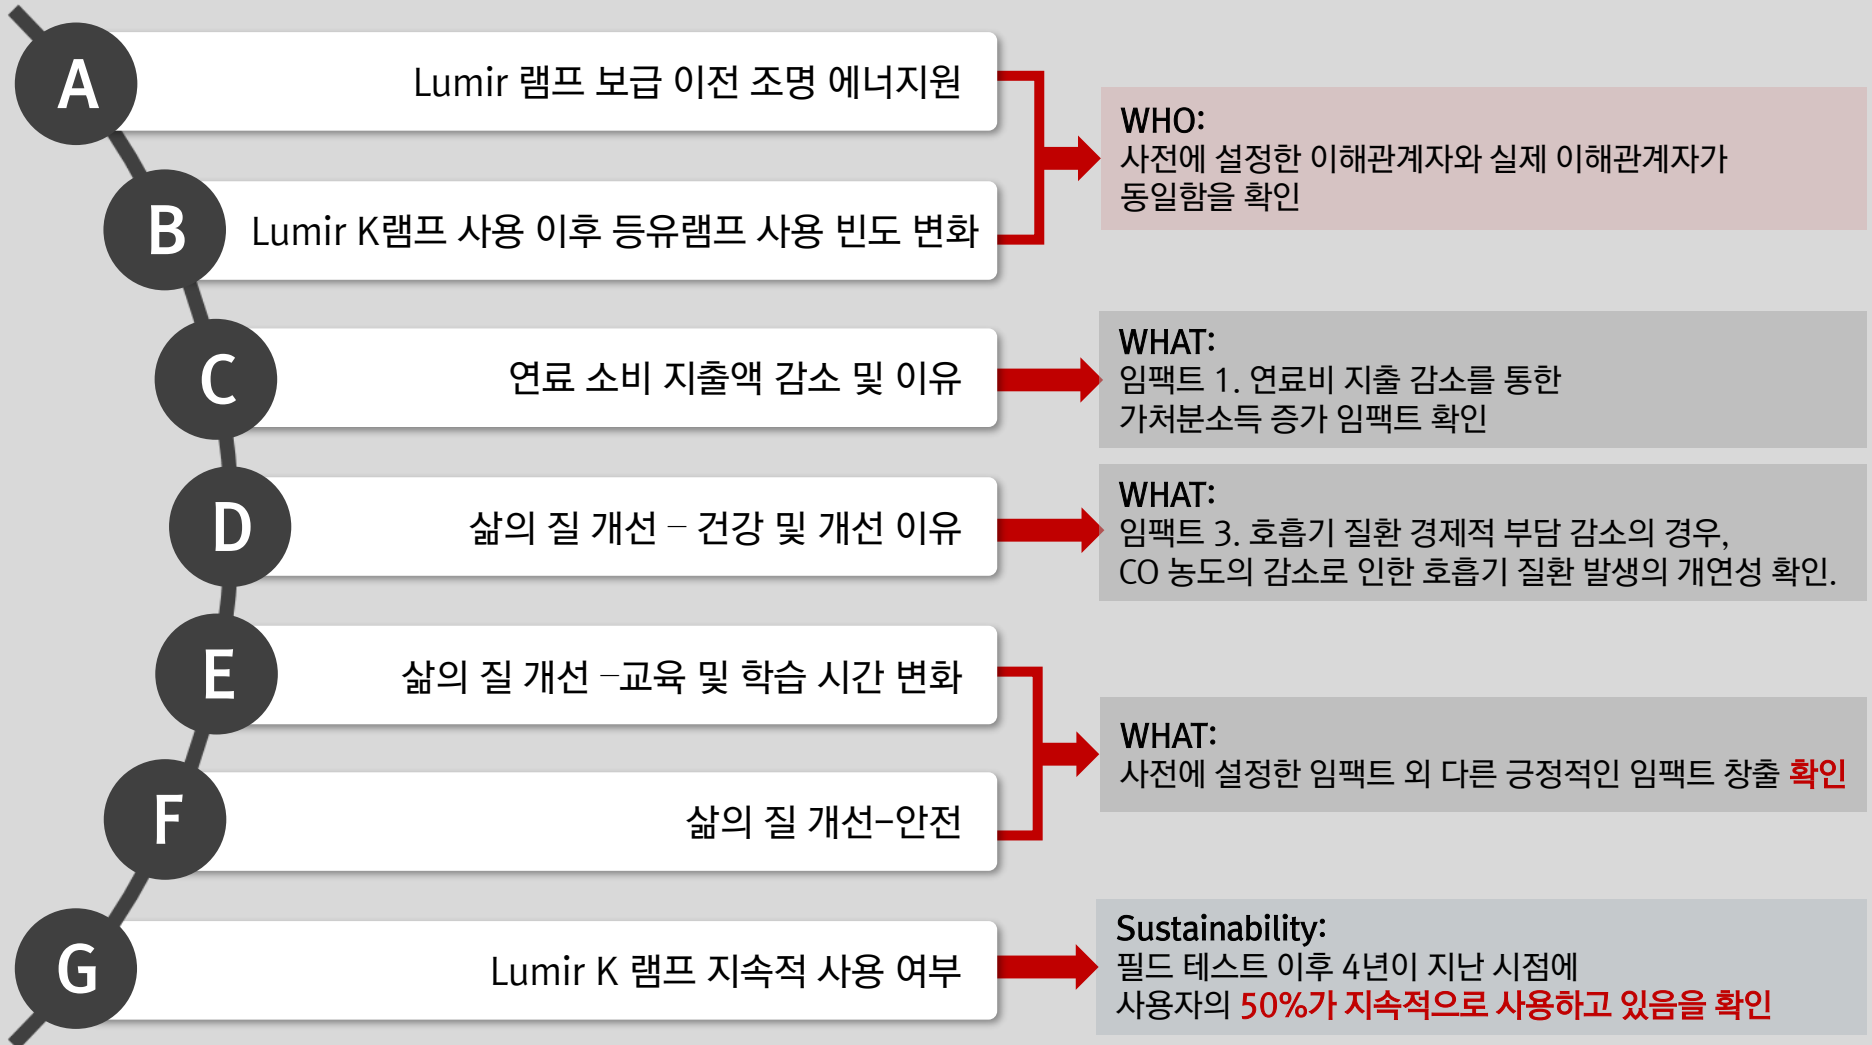 A
Lumir 램프 보급 이전 조명 에너지원
B
Lumir K램프 사용 이후 등유램프 사용 빈도 변화
WHO:
사전에 설정한 이해관계자와 실제 이해관계자가
동일함을 확인
C
연료 소비 지출액 감소 및 이유
WHAT:
임팩트 1. 연료비 지출 감소를 통한
가처분소득 증가 임팩트 확인
D
삶의 질 개선 – 건강 및 개선 이유
WHAT:
임팩트 3. 호흡기 질환 경제적 부담 감소의 경우,
CO 농도의 감소로 인한 호흡기 질환 발생의 개연성 확인.
E
삶의 질 개선 –교육 및 학습 시간 변화
F
삶의 질 개선-안전
WHAT:
사전에 설정한 임팩트 외 다른 긍정적인 임팩트 창출 확인
G
Lumir K 램프 지속적 사용 여부
Sustainability:
필드 테스트 이후 4년이 지난 시점에
사용자의 50%가 지속적으로 사용하고 있음을 확인